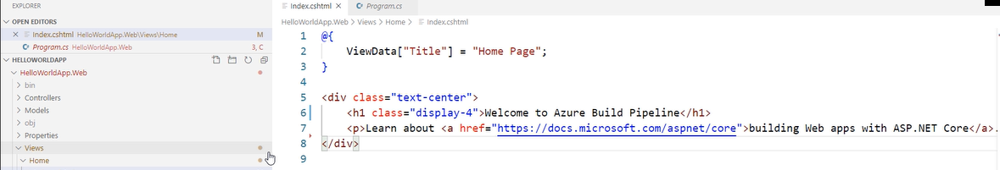 EXPLORER
OPEN EDITORS
Index.cshtml HelloWorldApp.Web\Views\Home M
Program.cs HelloWorldApp.Web 3, C
HELLOWORLDAPP
HelloWorldApp.Web
bin
Controllers
Models
obj
Properties
Views
Home
Index.cshtml Program.cs
HelloWorldApp.Web > Views > Home > Index.cshtml
1 @{
2 ViewData["Title"] = "Home Page";
3 }
4
5 <div class="text-center">
6 <h1 class="display-4">Welcome to Azure Build Pipeline</h1>
7 <p>Learn about <a href="https://docs.microsoft.com/aspnet/core">building Web apps with ASP.NET Core</a>.
8 </div>
9